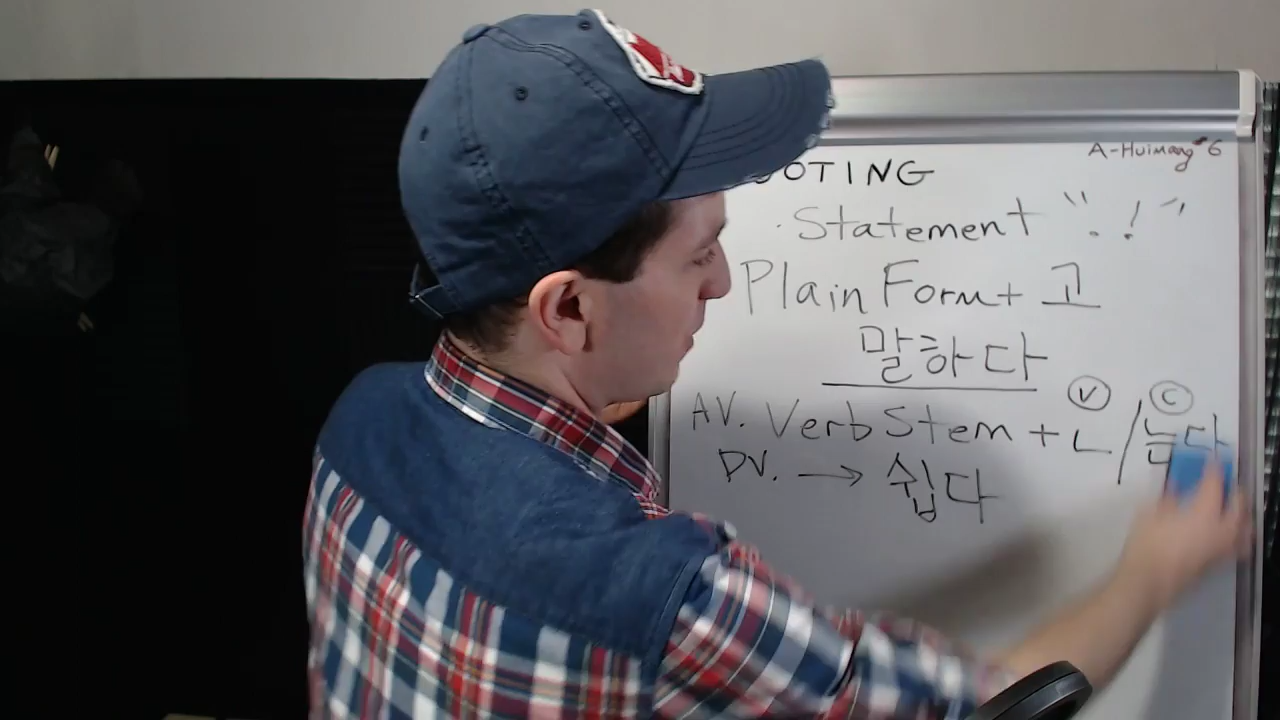 A-Huimang #6
OTING
· Statement " . ! "
Plain Form + 고
말하다
AV. Verb Stem + ㄴ ⓥ / 는다 ⓒ
DV. → 쉽다